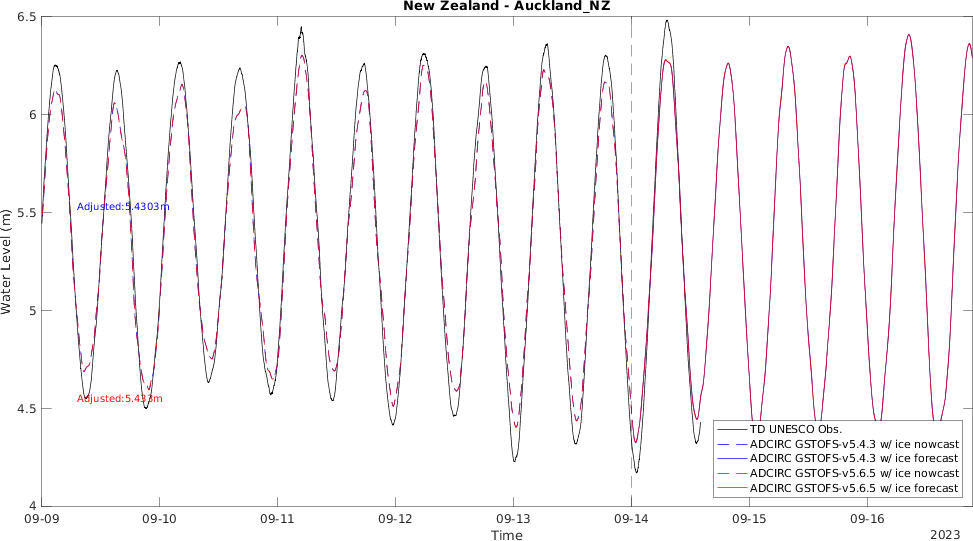 New Zealand - Auckland_NZ
6.5
6
5.5
5
4.5
4
Water Level (m)
Adjusted:5.4303m
Adjusted:5.433m
TD UNESCO Obs.
ADCIRC GSTOFS-v5.4.3 w/ ice nowcast
ADCIRC GSTOFS-v5.4.3 w/ ice forecast
ADCIRC GSTOFS-v5.6.5 w/ ice nowcast
ADCIRC GSTOFS-v5.6.5 w/ ice forecast
09-09 09-10 09-11 09-12 09-13 09-14 09-15 09-16
Time
2023